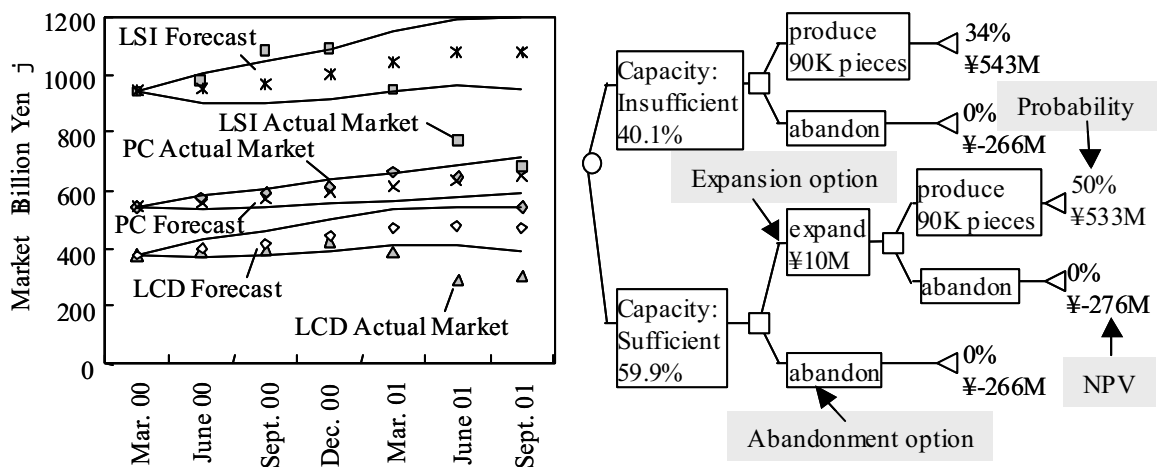 Market Billion Yen j
1200
1000
800
600
400
200
0
LSI Forecast
LSI Actual Market
PC Actual Market
PC Forecast
LCD Forecast
LCD Actual Market
Mar. 00
June 00
Sept. 00
Dec. 00
Mar. 01
June 01
Sept. 01
Capacity:
Insufficient
40.1%
produce
90K pieces
34%
¥543M
abandon
0%
¥-266M
Probability
Expansion option
Capacity:
Sufficient
59.9%
expand
¥10M
produce
90K pieces
50%
¥533M
abandon
0%
¥-276M
abandon
0%
¥-266M
NPV
Abandonment option